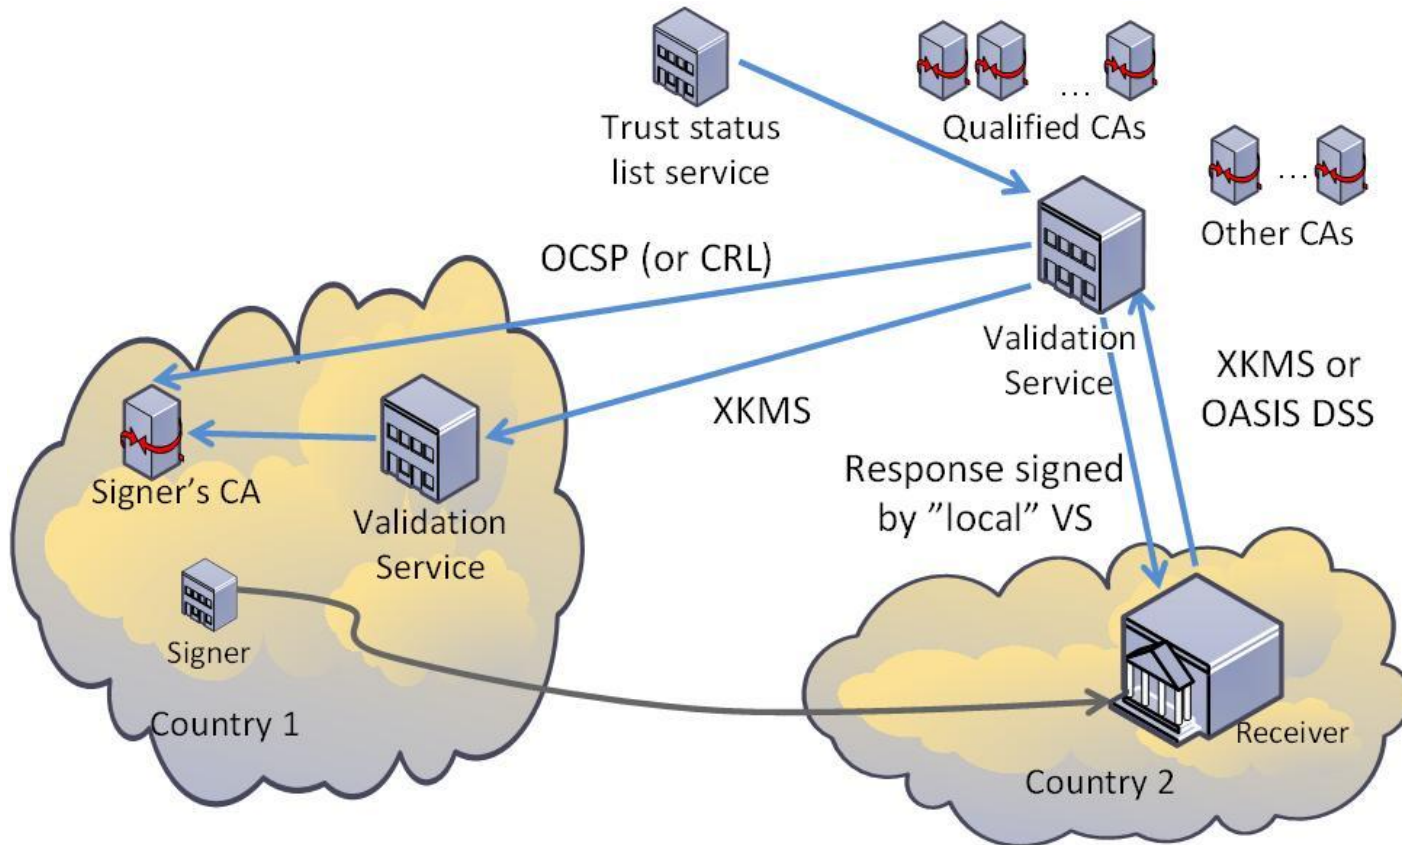 Trust status
list service
. . .
Qualified CAs
. . .
Other CAs
OCSP (or CRL)
Validation
Service
XKMS or
OASIS DSS
XKMS
Response signed
by ”local” VS
Signer’s CA
Validation
Service
Signer
Country 1
Receiver
Country 2